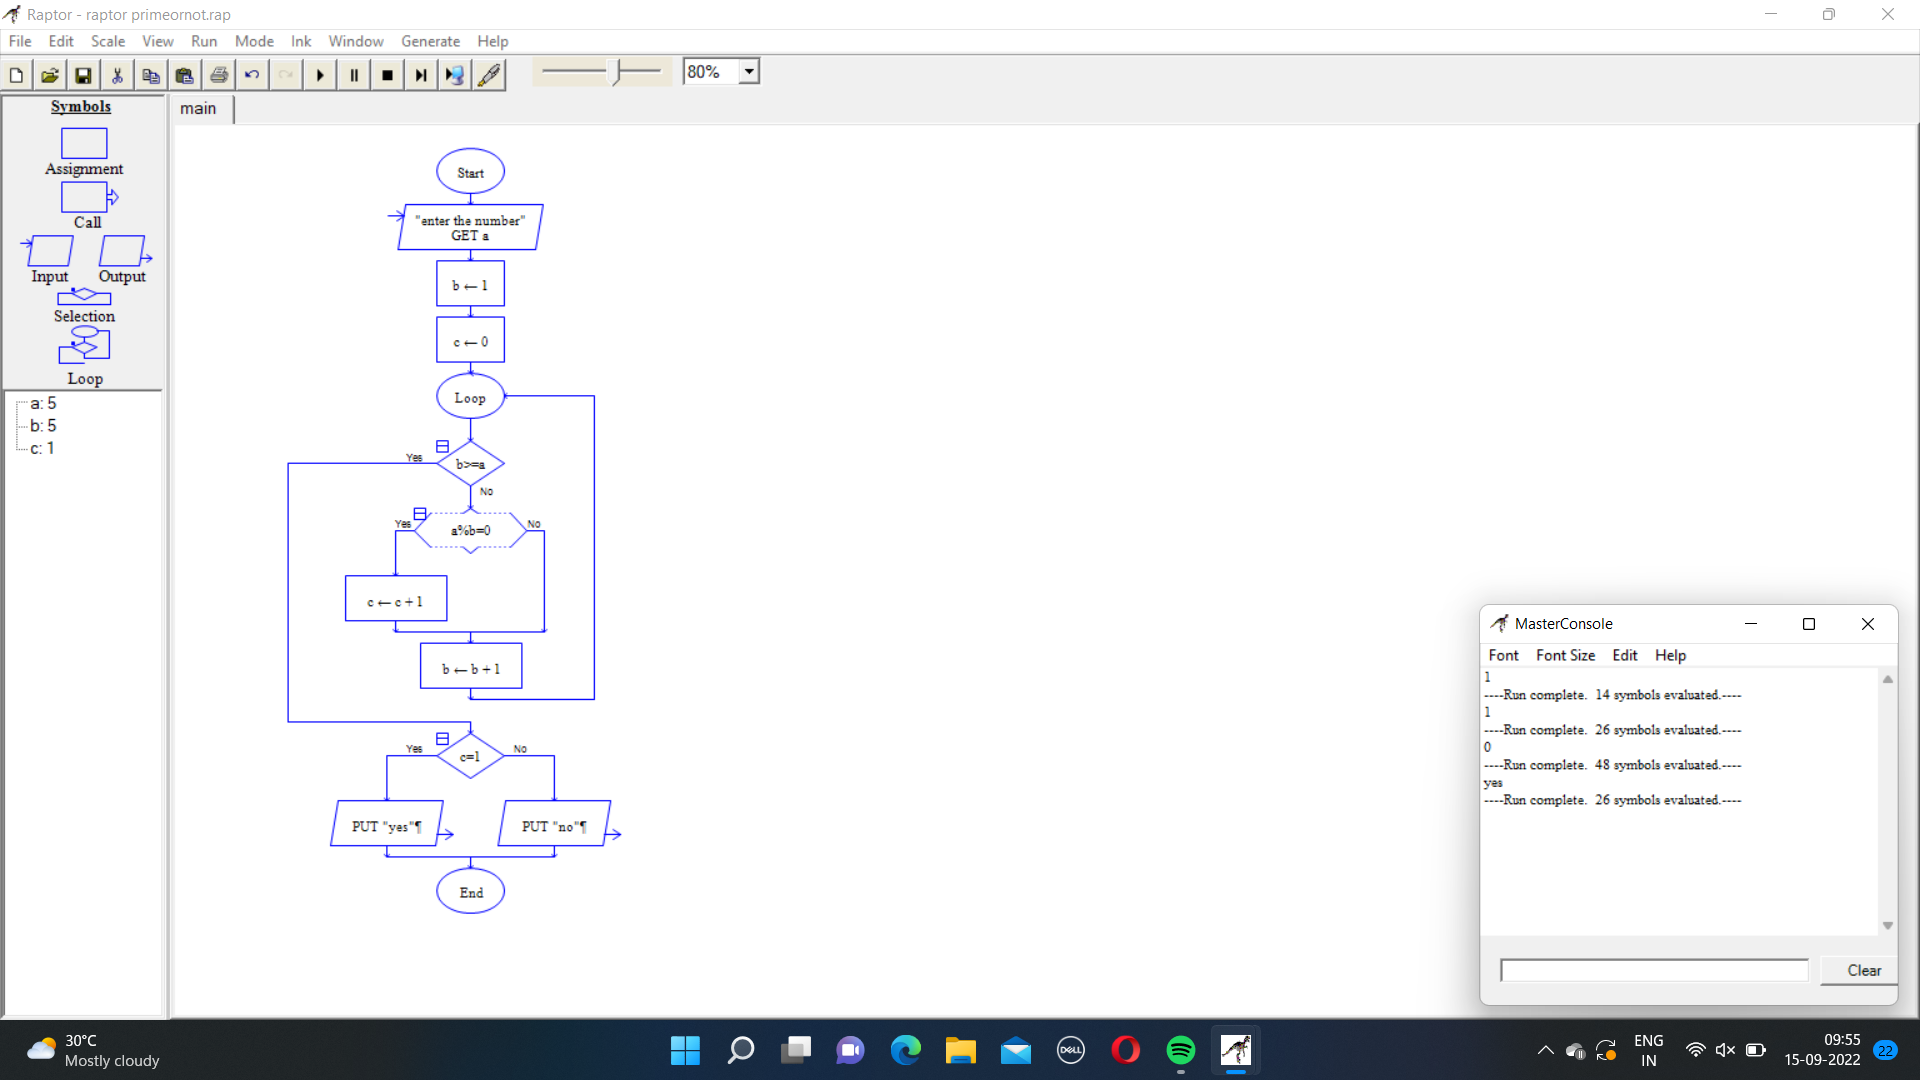 Raptor - raptor primeornot.rap
File Edit Scale View Run Mode Ink Window Generate Help
80%
Symbols
Assignment
Call
Input Output
Selection
Loop
a: 5
b: 5
c: 1
main
Start
"enter the number"
GET a
b ← 1
c ← 0
Loop
Yes
b>=a
No
Yes
a%b=0
No
c ← c + 1
b ← b + 1
Yes
c=1
No
PUT "yes"¶
PUT "no"¶
End
MasterConsole
Font Font Size Edit Help
1
----Run complete. 14 symbols evaluated.----
1
----Run complete. 26 symbols evaluated.----
0
----Run complete. 48 symbols evaluated.----
yes
----Run complete. 26 symbols evaluated.----
Clear
30°C
Mostly cloudy
DELL
ENG
IN
09:55
15-09-2022
22